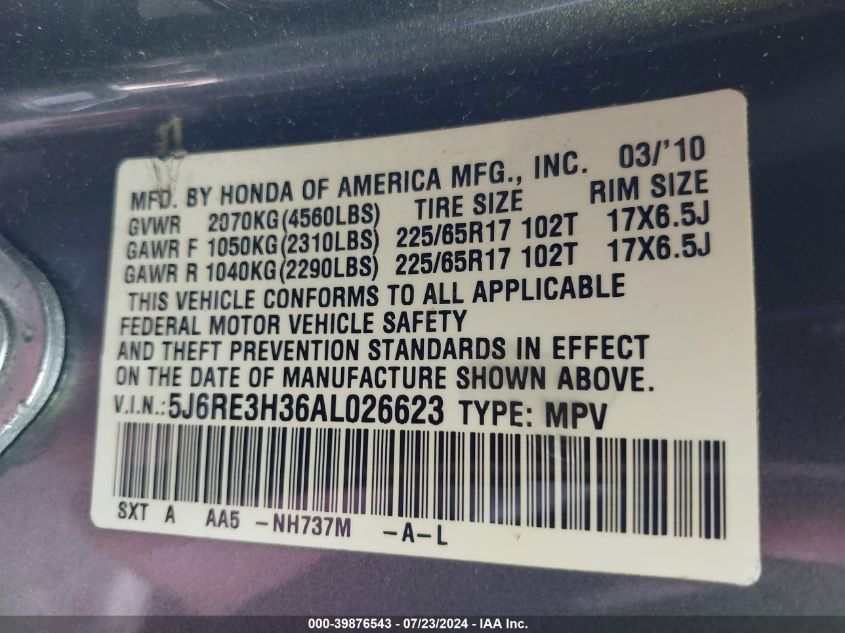 MFD. BY HONDA OF AMERICA MFG., INC. 03/'10
GVWR 2070KG(4560LBS) TIRE SIZE RIM SIZE
GAWR F 1050KG(2310LBS) 225/65R17 102T 17X6.5J
GAWR R 1040KG(2290LBS) 225/65R17 102T 17X6.5J
THIS VEHICLE CONFORMS TO ALL APPLICABLE
FEDERAL MOTOR VEHICLE SAFETY
AND THEFT PREVENTION STANDARDS IN EFFECT
ON THE DATE OF MANUFACTURE SHOWN ABOVE.
V.I.N.:5J6RE3H36AL026623 TYPE: MPV
SXT A AA5 -NH737M -A-L
000-39876543 / 07/23/2024 - IAA Inc.